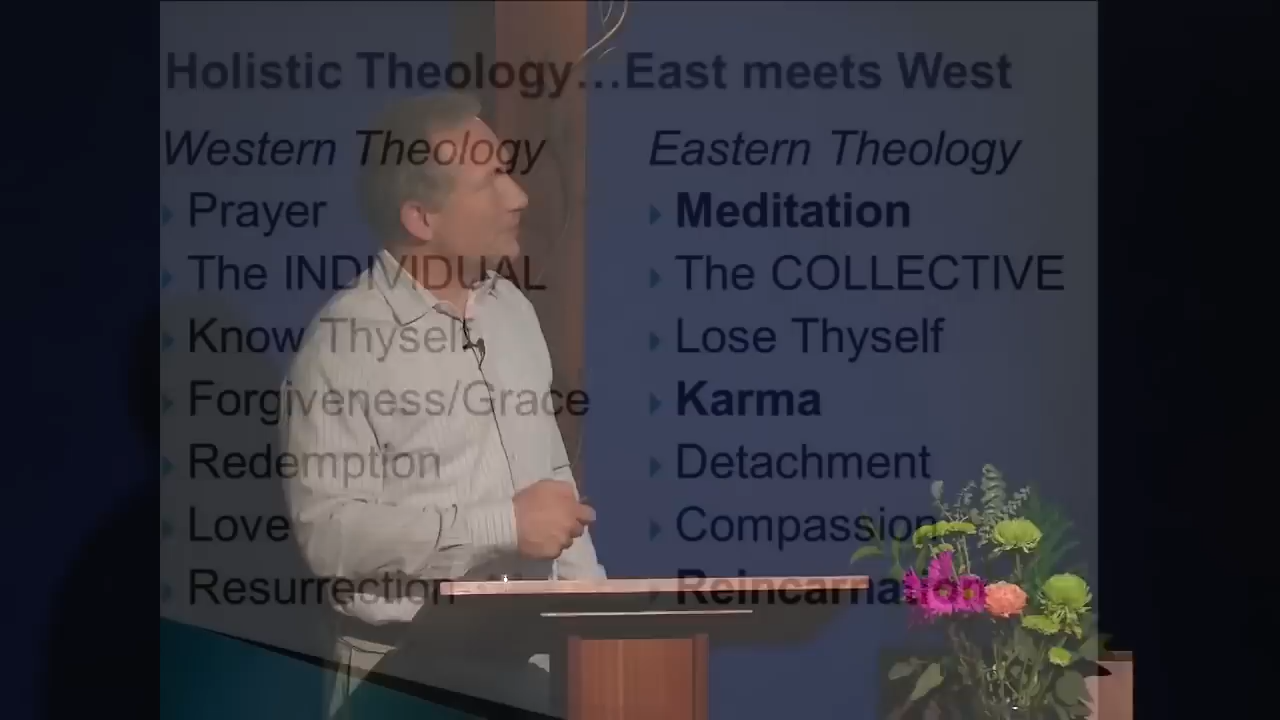 Holistic Theology...East meets West
Western Theology
Prayer
The INDIVIDUAL
Know Thyself
Forgiveness/Grace
Redemption
Love
Resurrection
Eastern Theology
Meditation
The COLLECTIVE
Lose Thyself
Karma
Detachment
Compassion
Reincarnation